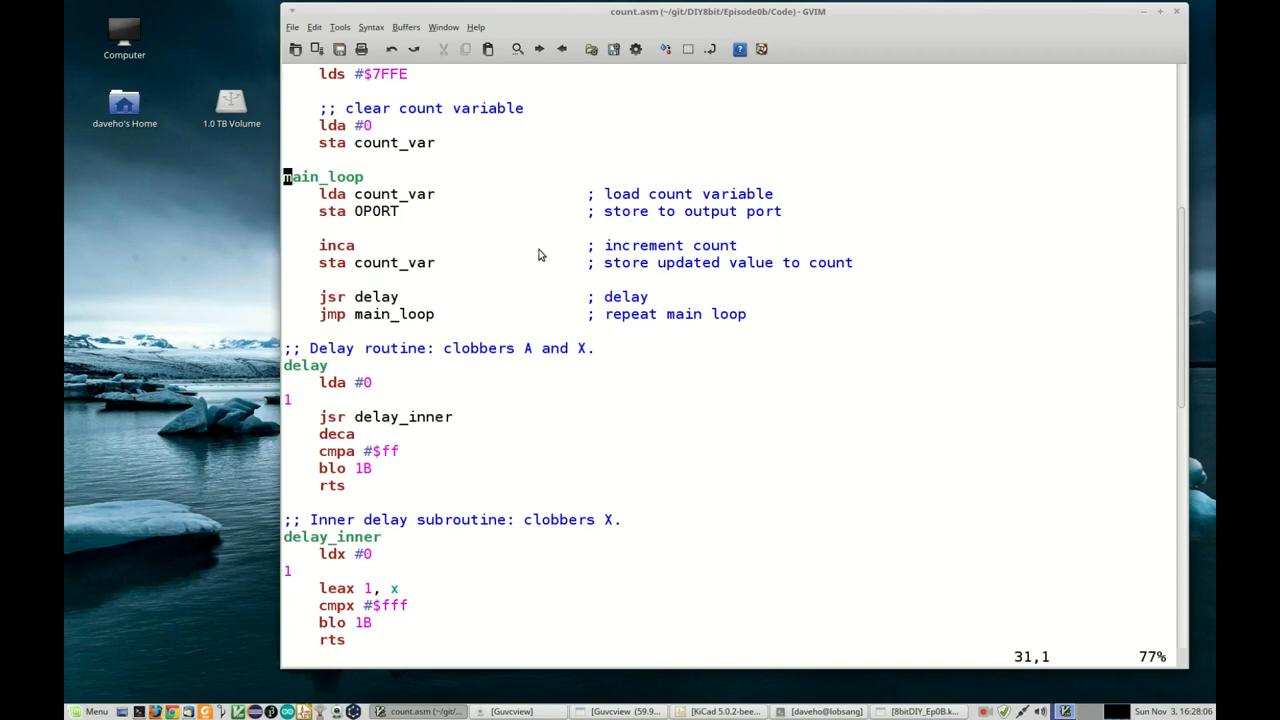 count.asm (~/git/DIY8bit/Episode0b/Code) - GVIM
File Edit Tools Syntax Buffers Window Help
Computer
daveho's Home
1.0 TB Volume
lds #$7FFE
;; clear count variable
lda #0
sta count_var
main_loop
lda count_var ; load count variable
sta OPORT ; store to output port
inca ; increment count
sta count_var ; store updated value to count
jsr delay ; delay
jmp main_loop ; repeat main loop
;; Delay routine: clobbers A and X.
delay
lda #0
1
jsr delay_inner
deca
cmpa #$ff
blo 1B
rts
;; Inner delay subroutine: clobbers X.
delay_inner
ldx #0
1
leax 1, x
cmpx #$fff
blo 1B
rts
31,1 77%
Menu count.asm (~/git/... [Guvcview] [Guvcview (59.9... [KiCad 5.0.2-bee... [daveho@lobsang] [8bitDIY_Ep0B.k... Sun Nov 3, 16:28:06